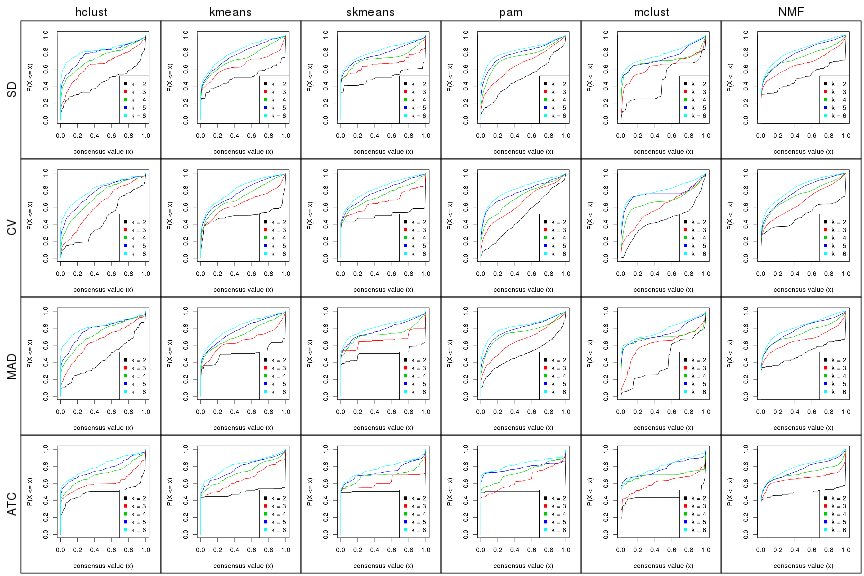 hclust kmeans skmeans pam mclust NMF
SD
CV
MAD
ATC
P(X <= x)
consensus value (x)
0.0 0.2 0.4 0.6 0.8 1.0
k = 2
k = 3
k = 4
k = 5
k = 6